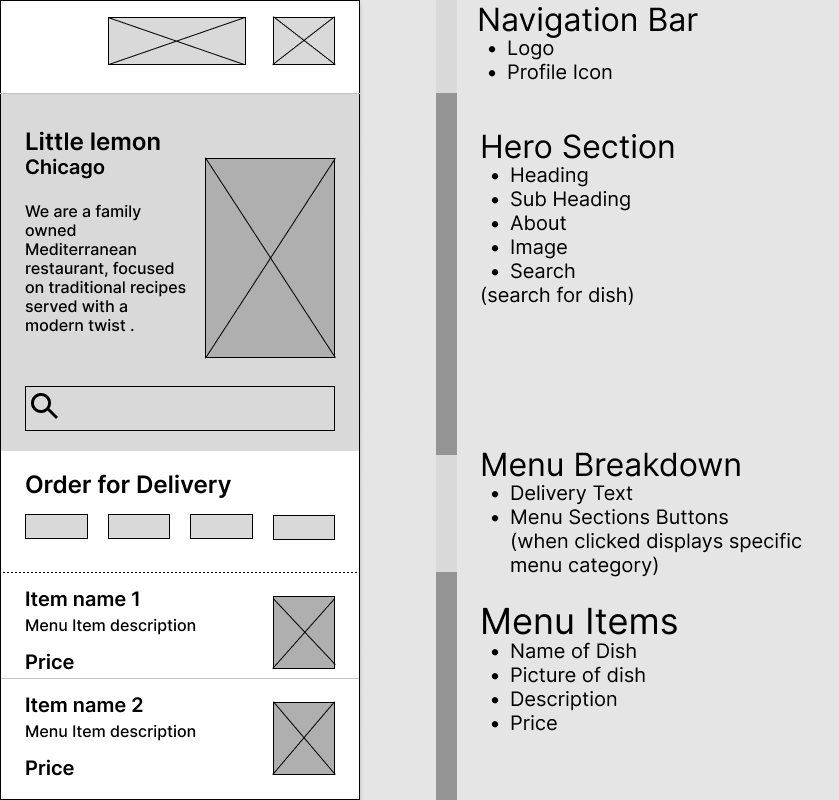 Little lemon
Chicago
We are a family
owned
Mediterranean
restaurant, focused
on traditional recipes
served with a
modern twist .
Order for Delivery
Item name 1
Menu Item description
Price
Item name 2
Menu Item description
Price
Navigation Bar
• Logo
• Profile Icon
Hero Section
• Heading
• Sub Heading
• About
• Image
• Search
(search for dish)
Menu Breakdown
• Delivery Text
• Menu Sections Buttons
(when clicked displays specific
menu category)
Menu Items
• Name of Dish
• Picture of dish
• Description
• Price